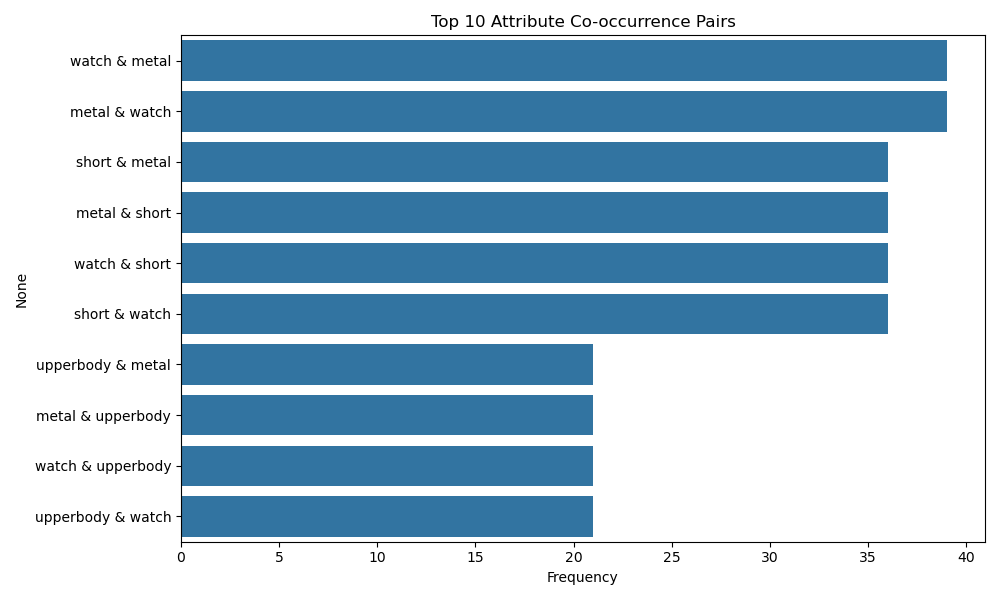 Top 10 Attribute Co-occurrence Pairs
watch & metal
metal & watch
short & metal
metal & short
watch & short
short & watch
upperbody & metal
metal & upperbody
watch & upperbody
upperbody & watch
None
0 5 10 15 20 25 30 35 40
Frequency